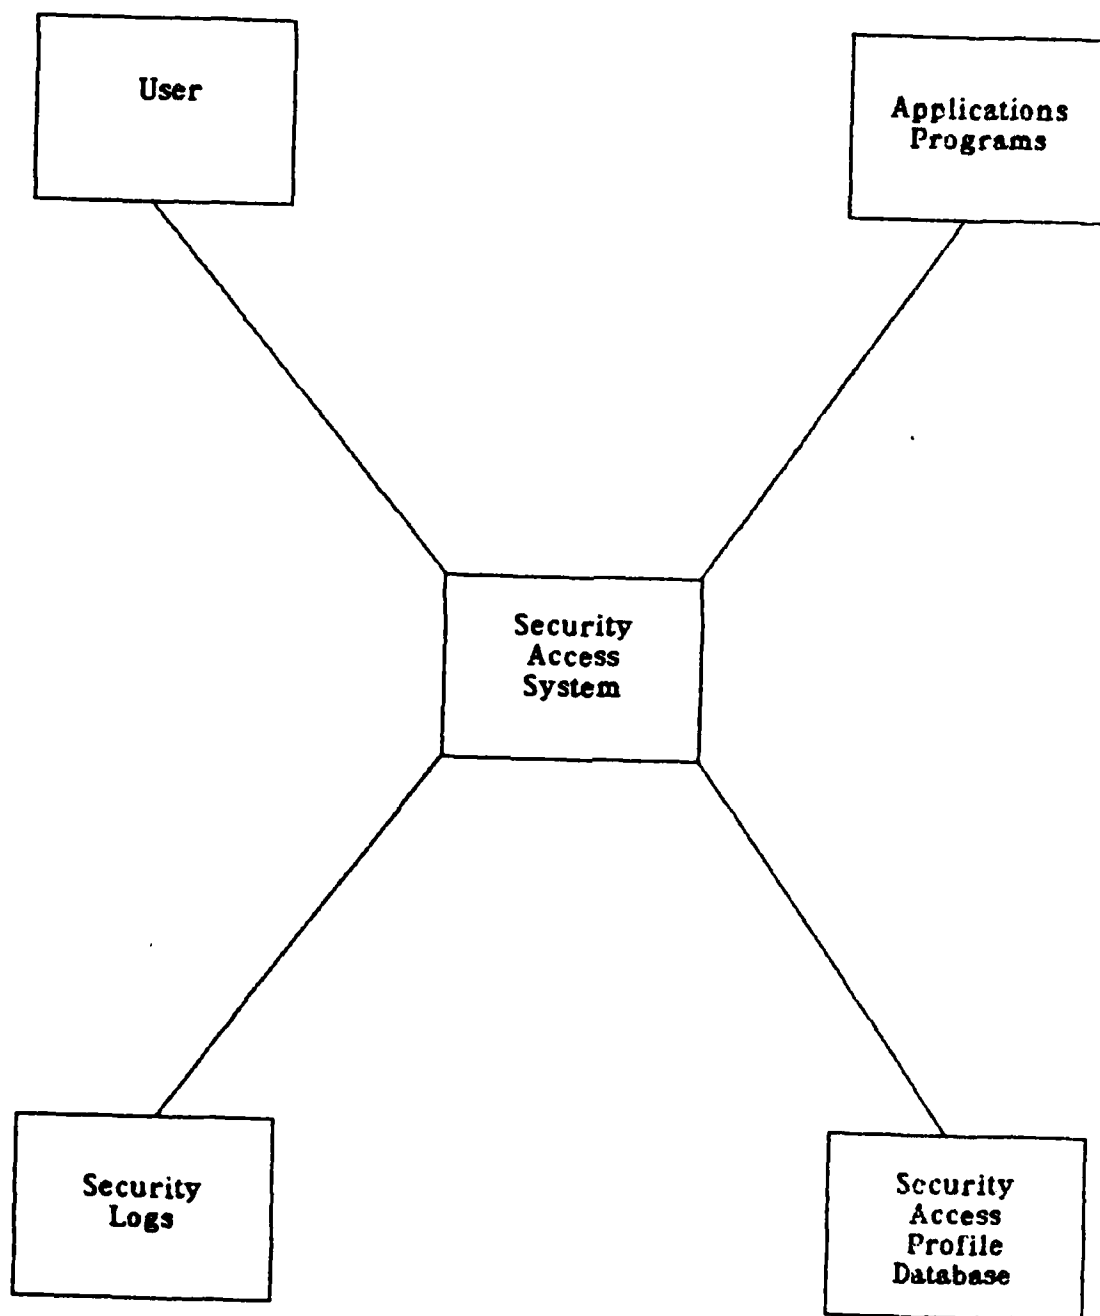 User
Applications
Programs
Security
Access
System
Security
Logs
Security
Access
Profile
Database